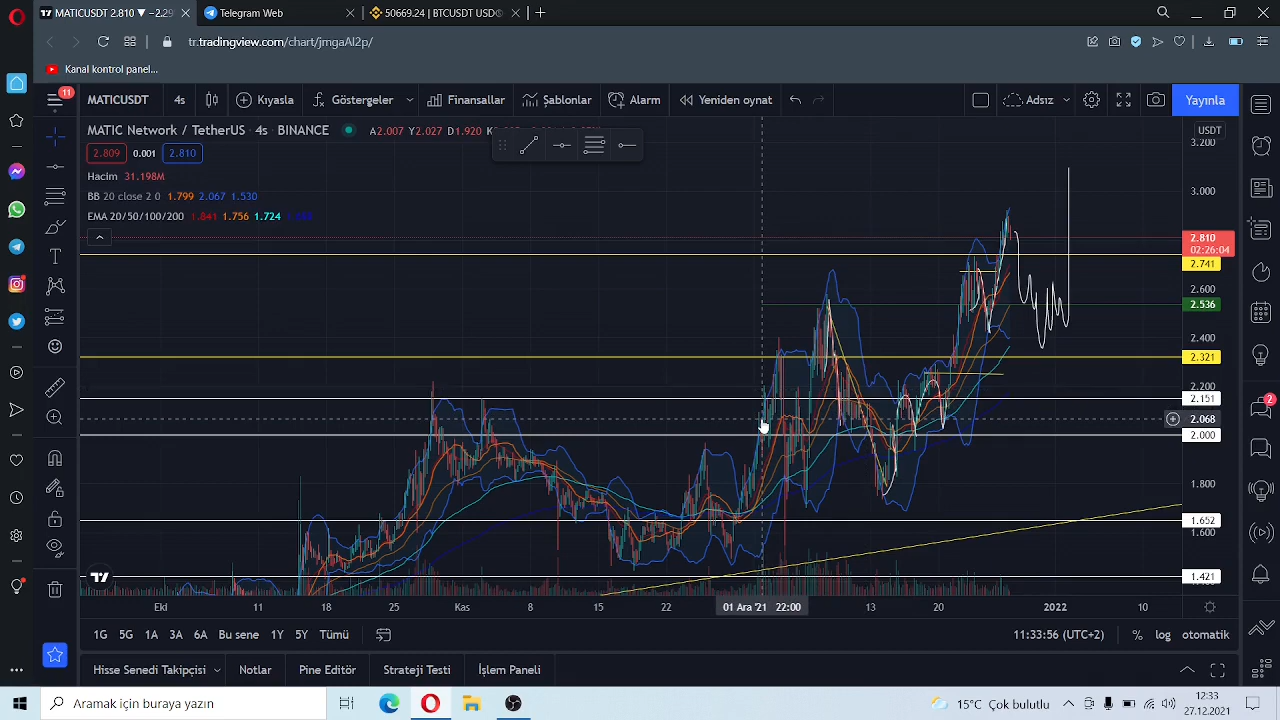 MATICUSDT 2.810 ▼ −2.29
Telegram Web
50669.24 | BTCUSDT USD
tr.tradingview.com/chart/jmgaAI2p/
Kanal kontrol panel...
11
MATICUSDT
4s
Kıyasla
Göstergeler
Finansallar
Şablonlar
Alarm
Yeniden oynat
Adsız
Yayınla
MATIC Network / TetherUS · 4s · BINANCE
A2.007 Y2.027 D1.920
USDT
3.200
2.809
0.001
2.810
Hacim 31.198M
BB 20 close 2 0 1.799 2.067 1.530
EMA 20/50/100/200 1.841 1.756 1.724
3.000
2.810
02:26:04
2.741
2.600
2.536
2.400
2.321
2.200
2.151
2.068
2.000
1.800
1.652
1.600
1.421
2
Eki
11
18
25
Kas
8
15
22
01 Ara '21 22:00
13
20
2022
10
1G
5G
1A
3A
6A
Bu sene
1Y
5Y
Tümü
11:33:56 (UTC+2)
%
log
otomatik
Hisse Senedi Takipçisi
Notlar
Pine Editör
Strateji Testi
İşlem Paneli
Aramak için buraya yazın
15°C Çok bulutlu
12:33
27.12.2021